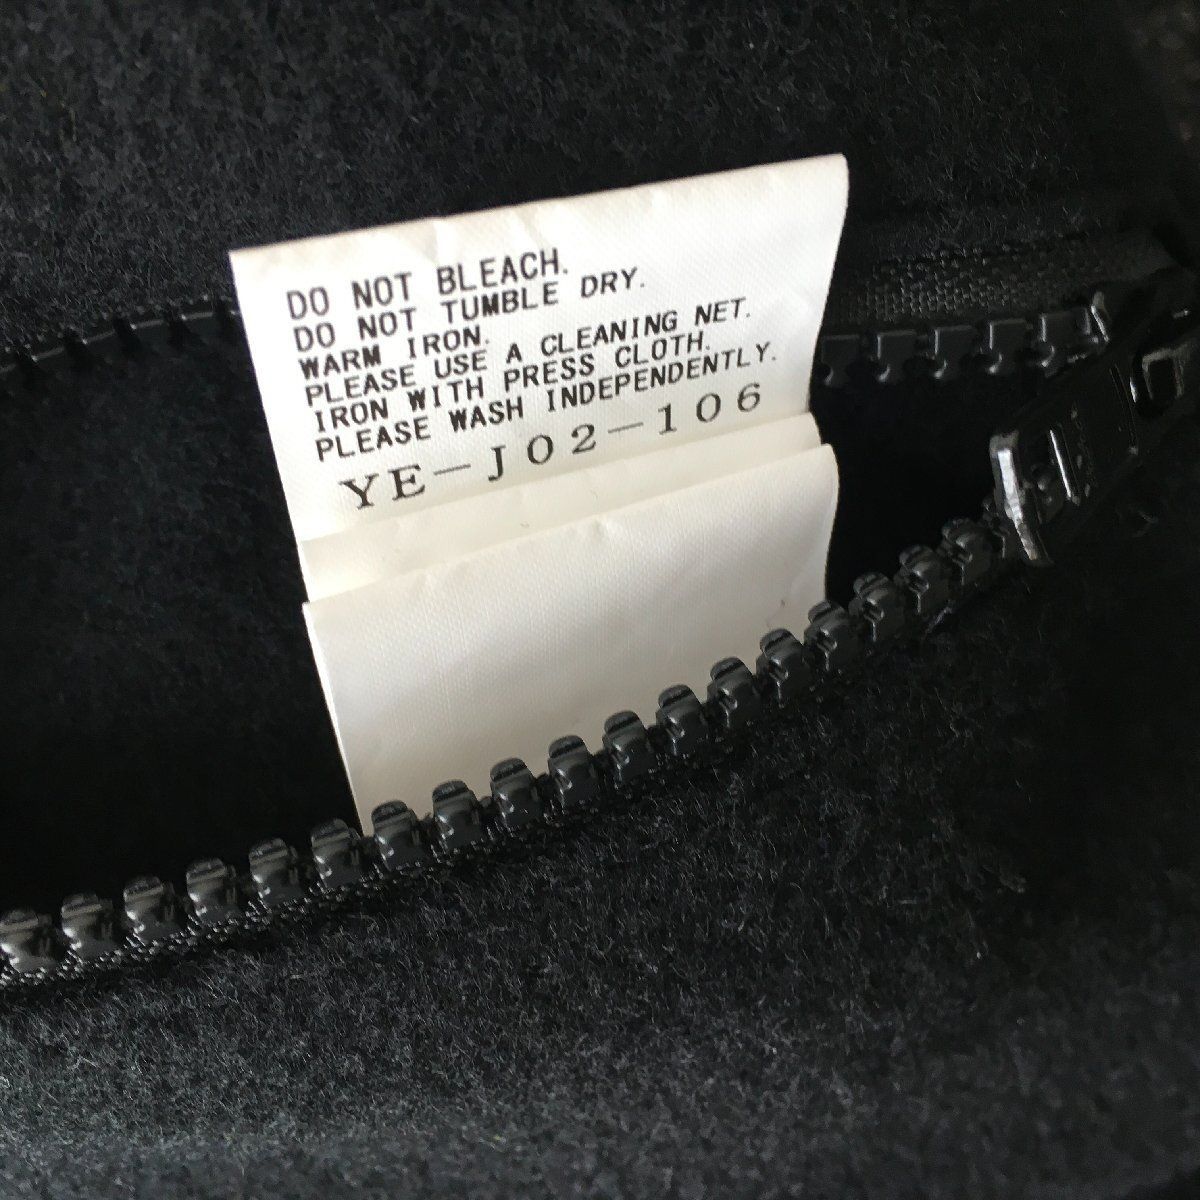 DO NOT BLEACH.
DO NOT TUMBLE DRY.
WARM IRON.
PLEASE USE A CLEANING NET.
IRON WITH PRESS CLOTH.
PLEASE WASH INDEPENDENTLY.
YE-J02-106